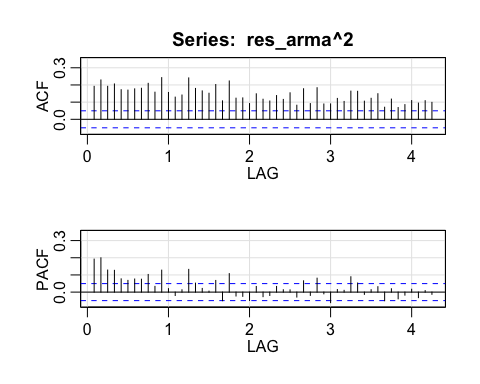 Series: res_arma^2
ACF
0.0 0.3
0 1 2 3 4
LAG
PACF
0.0 0.3
0 1 2 3 4
LAG